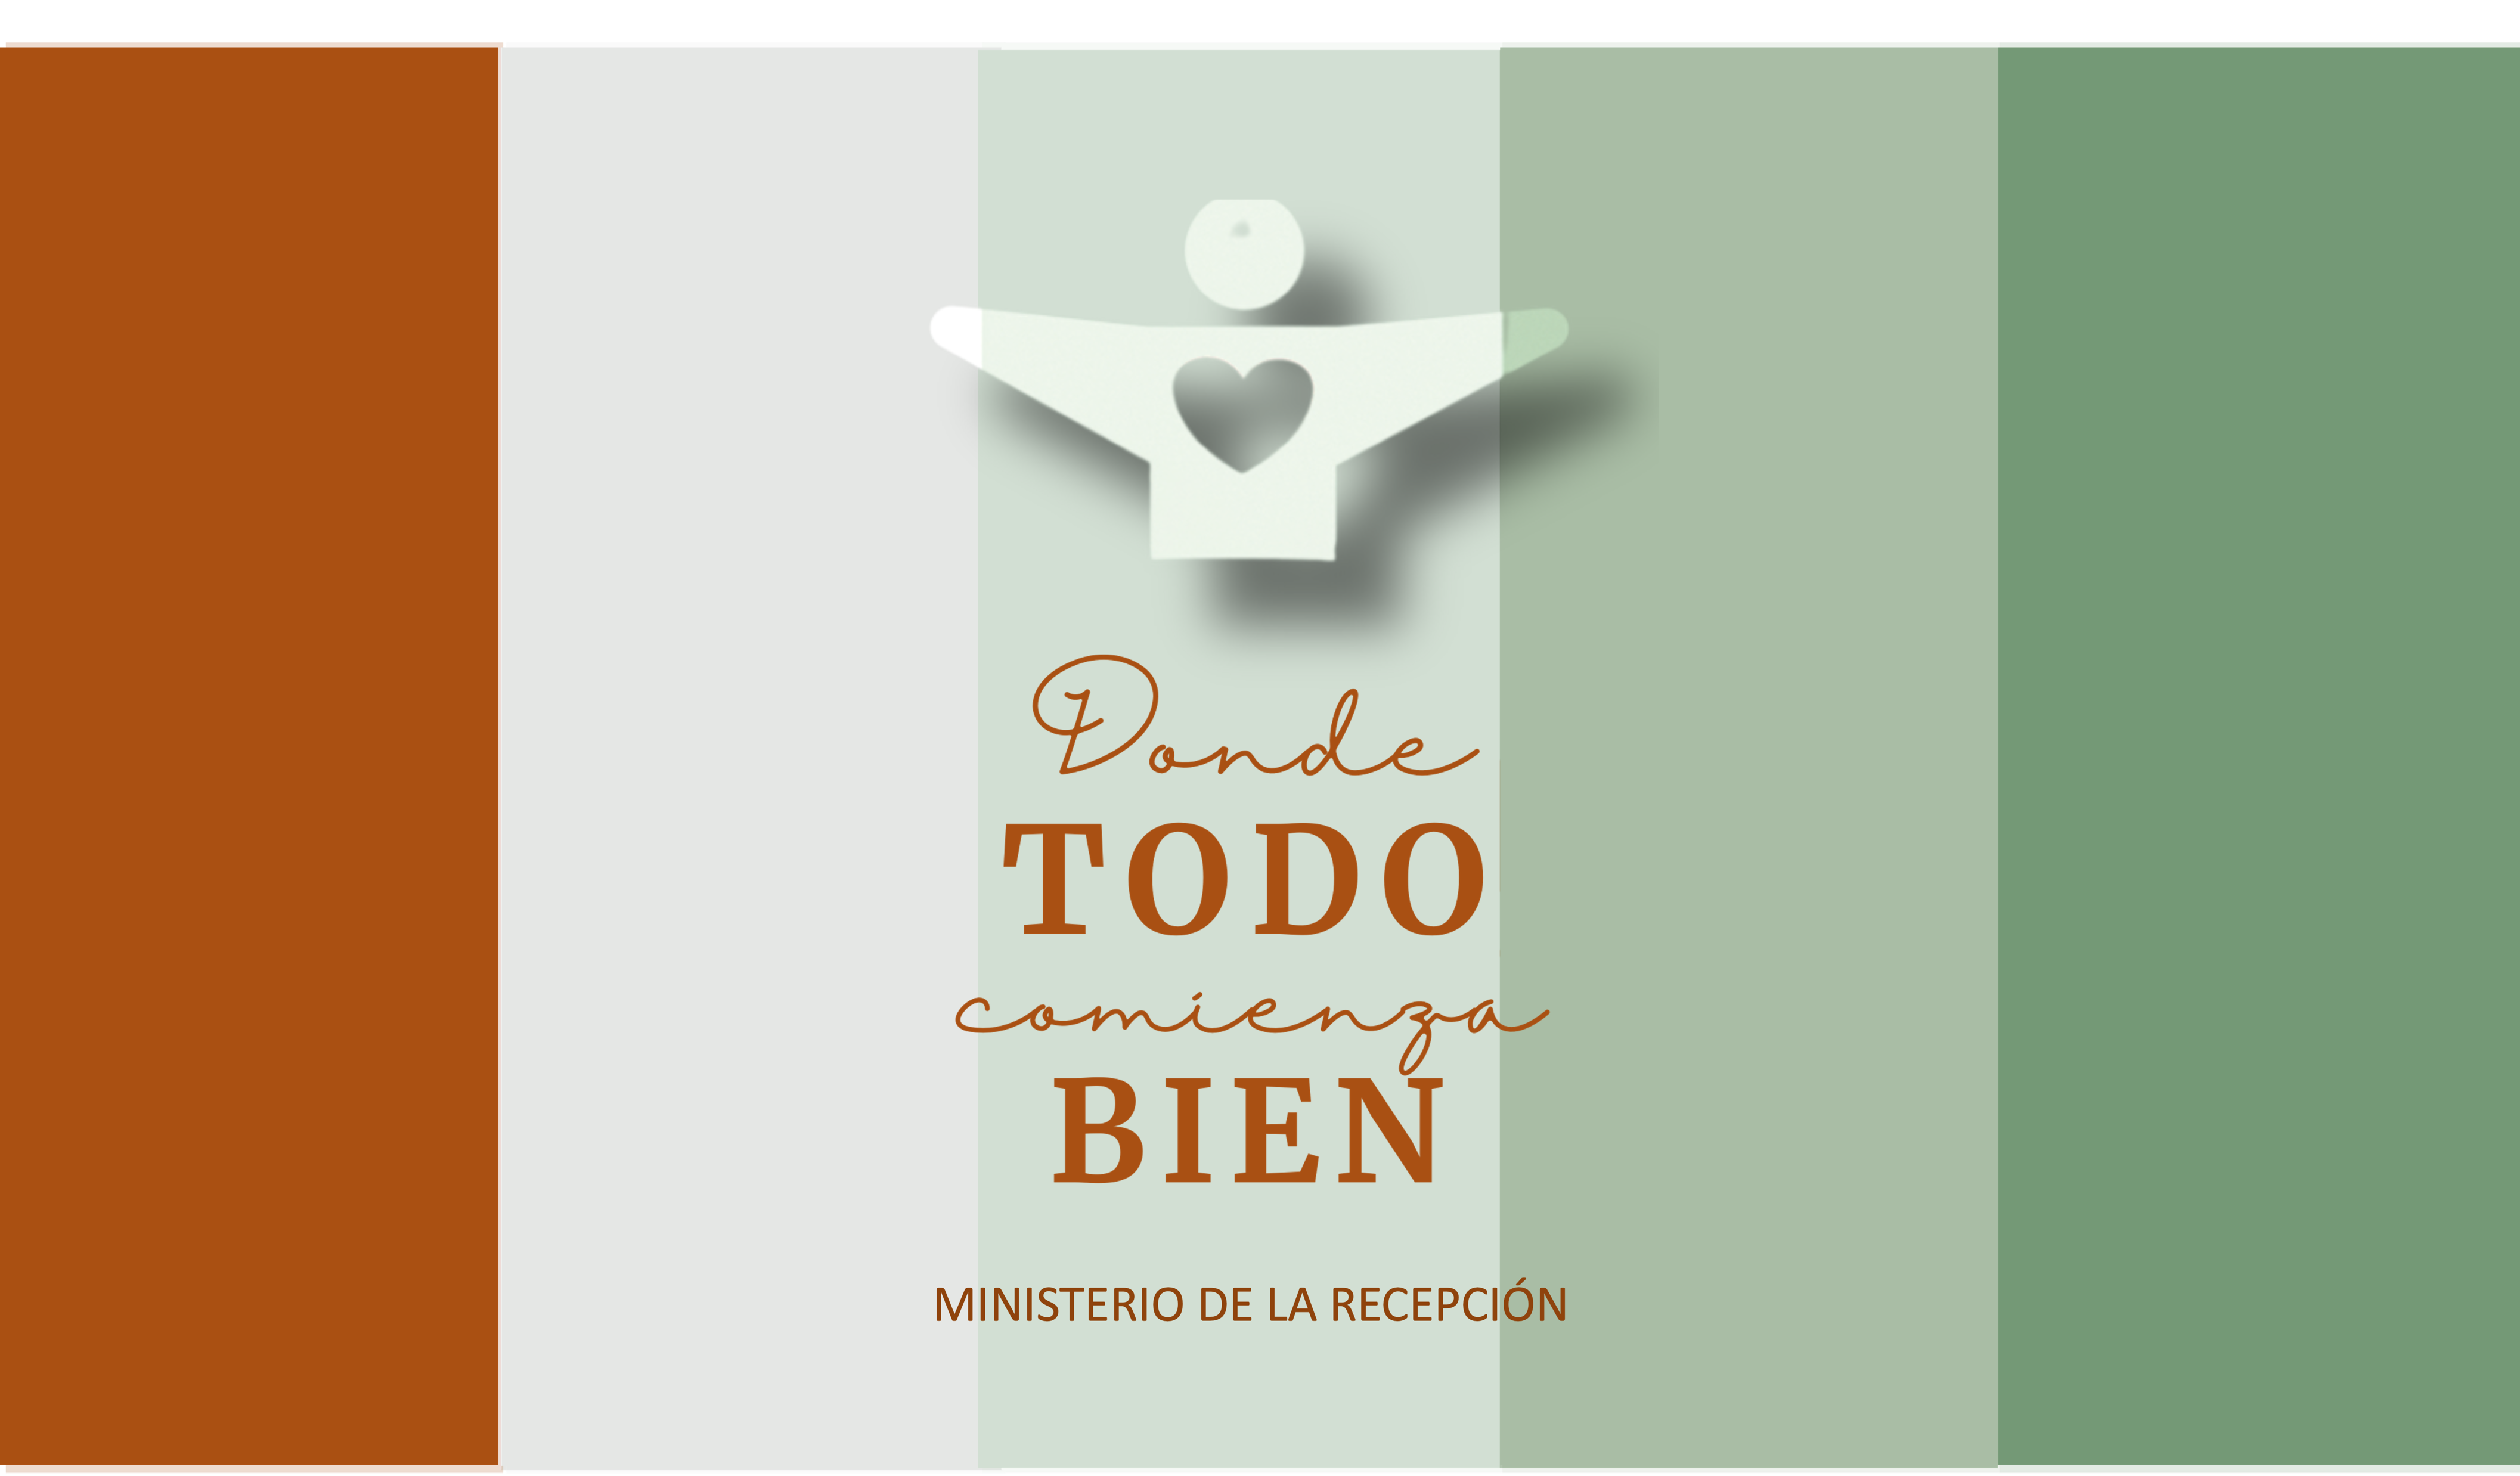 Donde
TODO
comienza
BIEN
MINISTERIO DE LA RECEPCIÓN